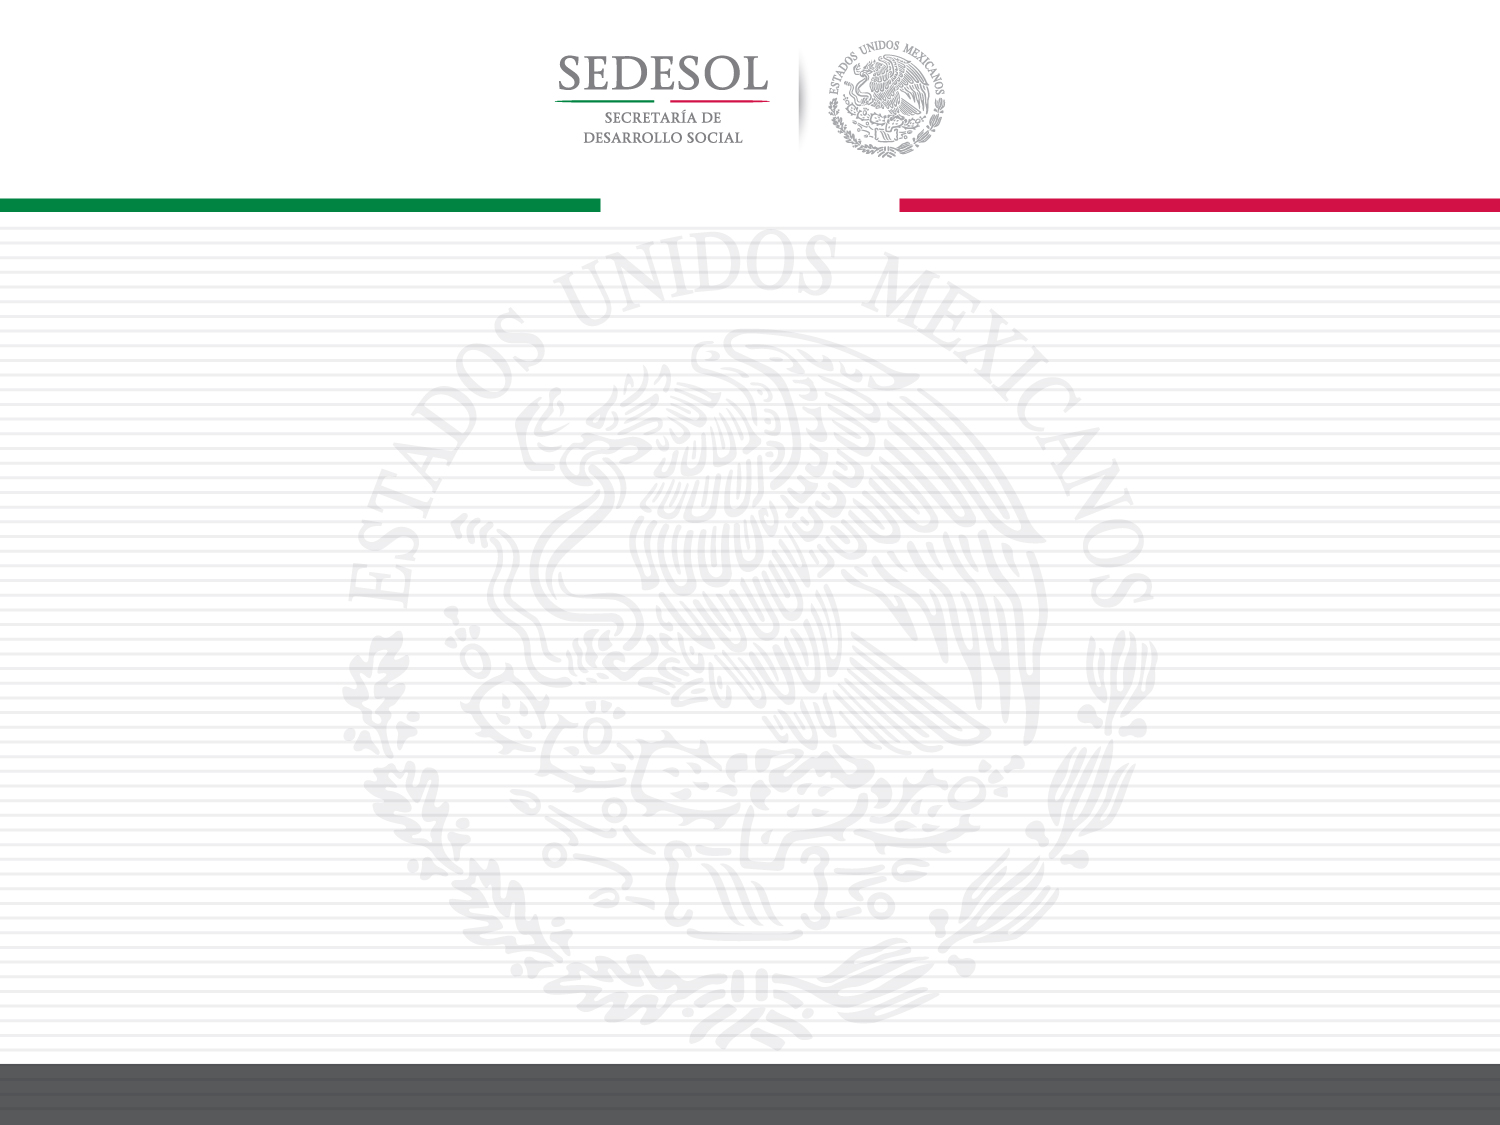 SEDESOL
SECRETARÍA DE
DESARROLLO SOCIAL
ESTADOS UNIDOS MEXICANOS
ESTADOS UNIDOS MEXICANOS